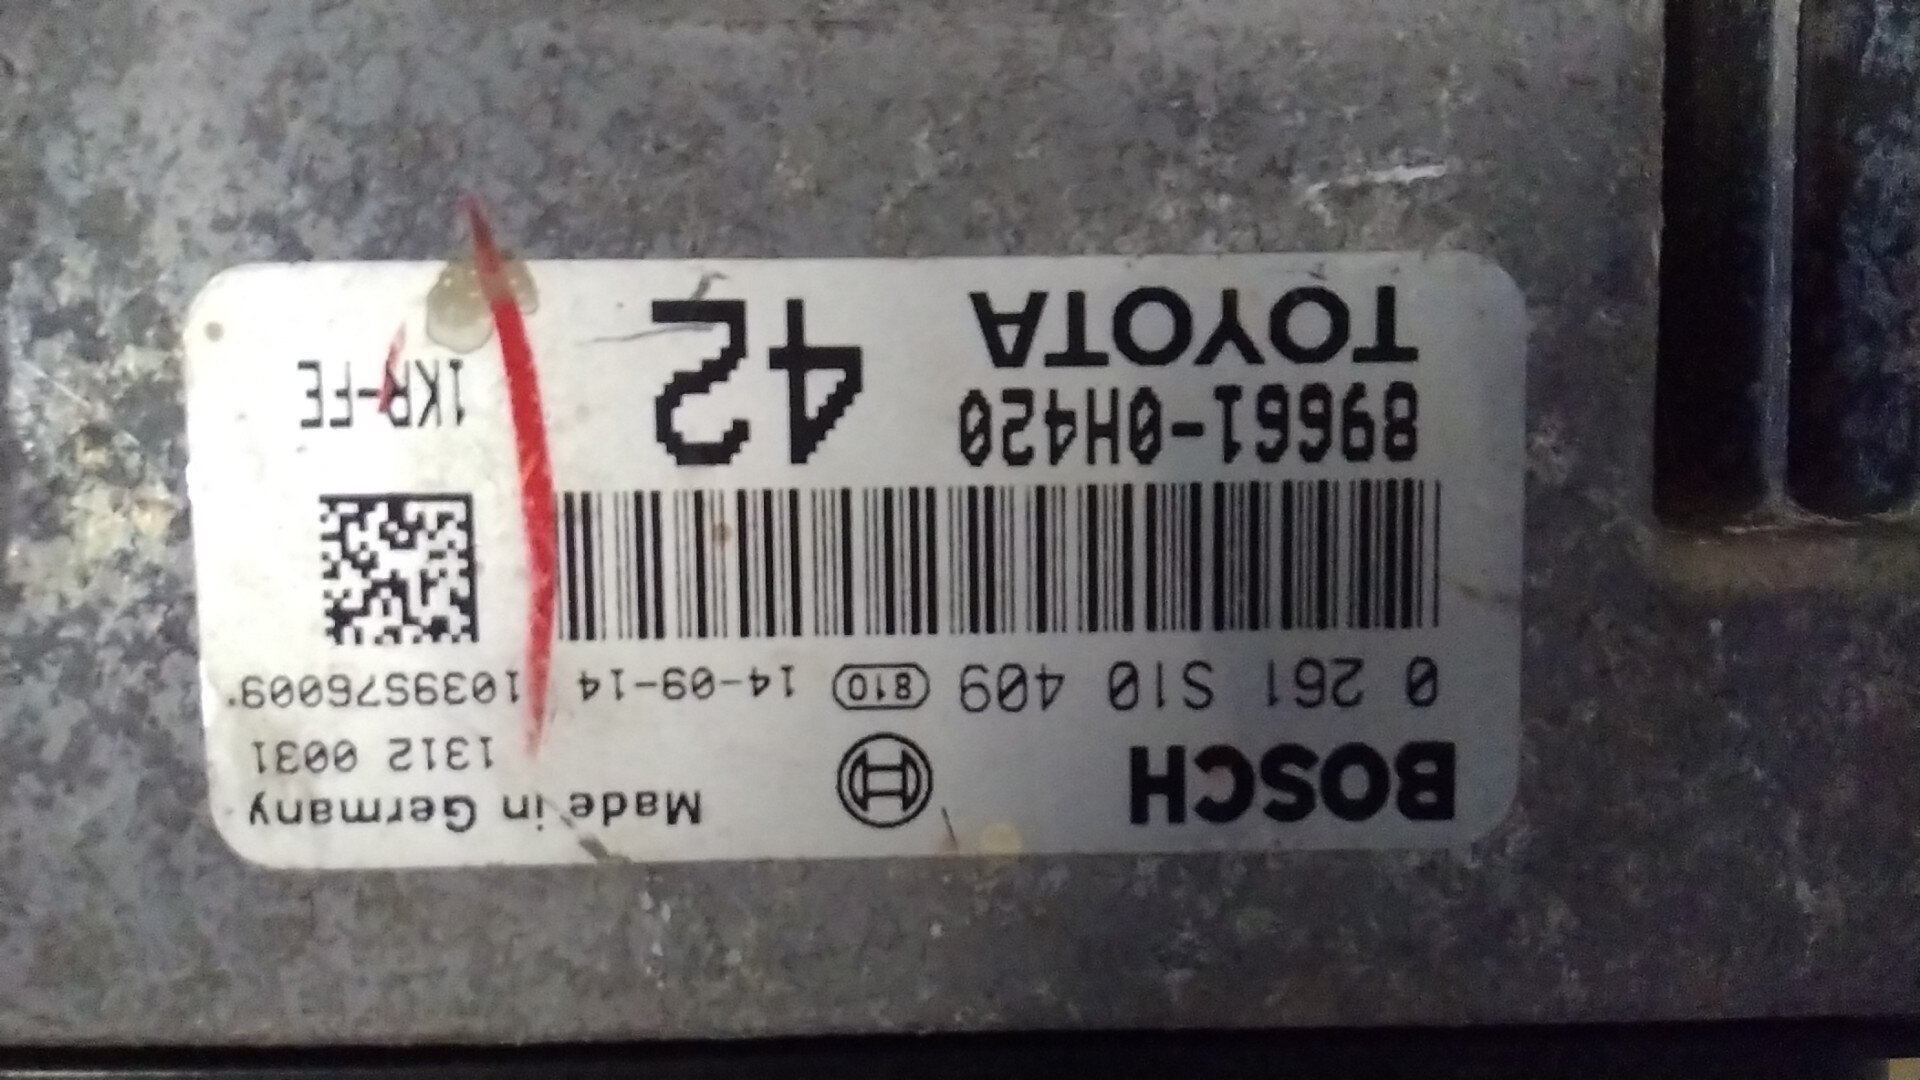 BOSCH
Made in Germany
1312 0031
0 261 S10 409 810 14-09-14 1039S76009
89661-0H420 42 1KR-FE
TOYOTA